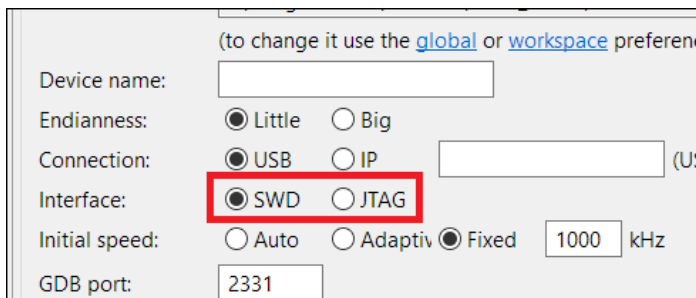 (to change it use the global or workspace preferen
Device name:
Endianness: Little Big
Connection: USB IP (US
Interface: SWD JTAG
Initial speed: Auto Adaptiv Fixed 1000 kHz
GDB port: 2331